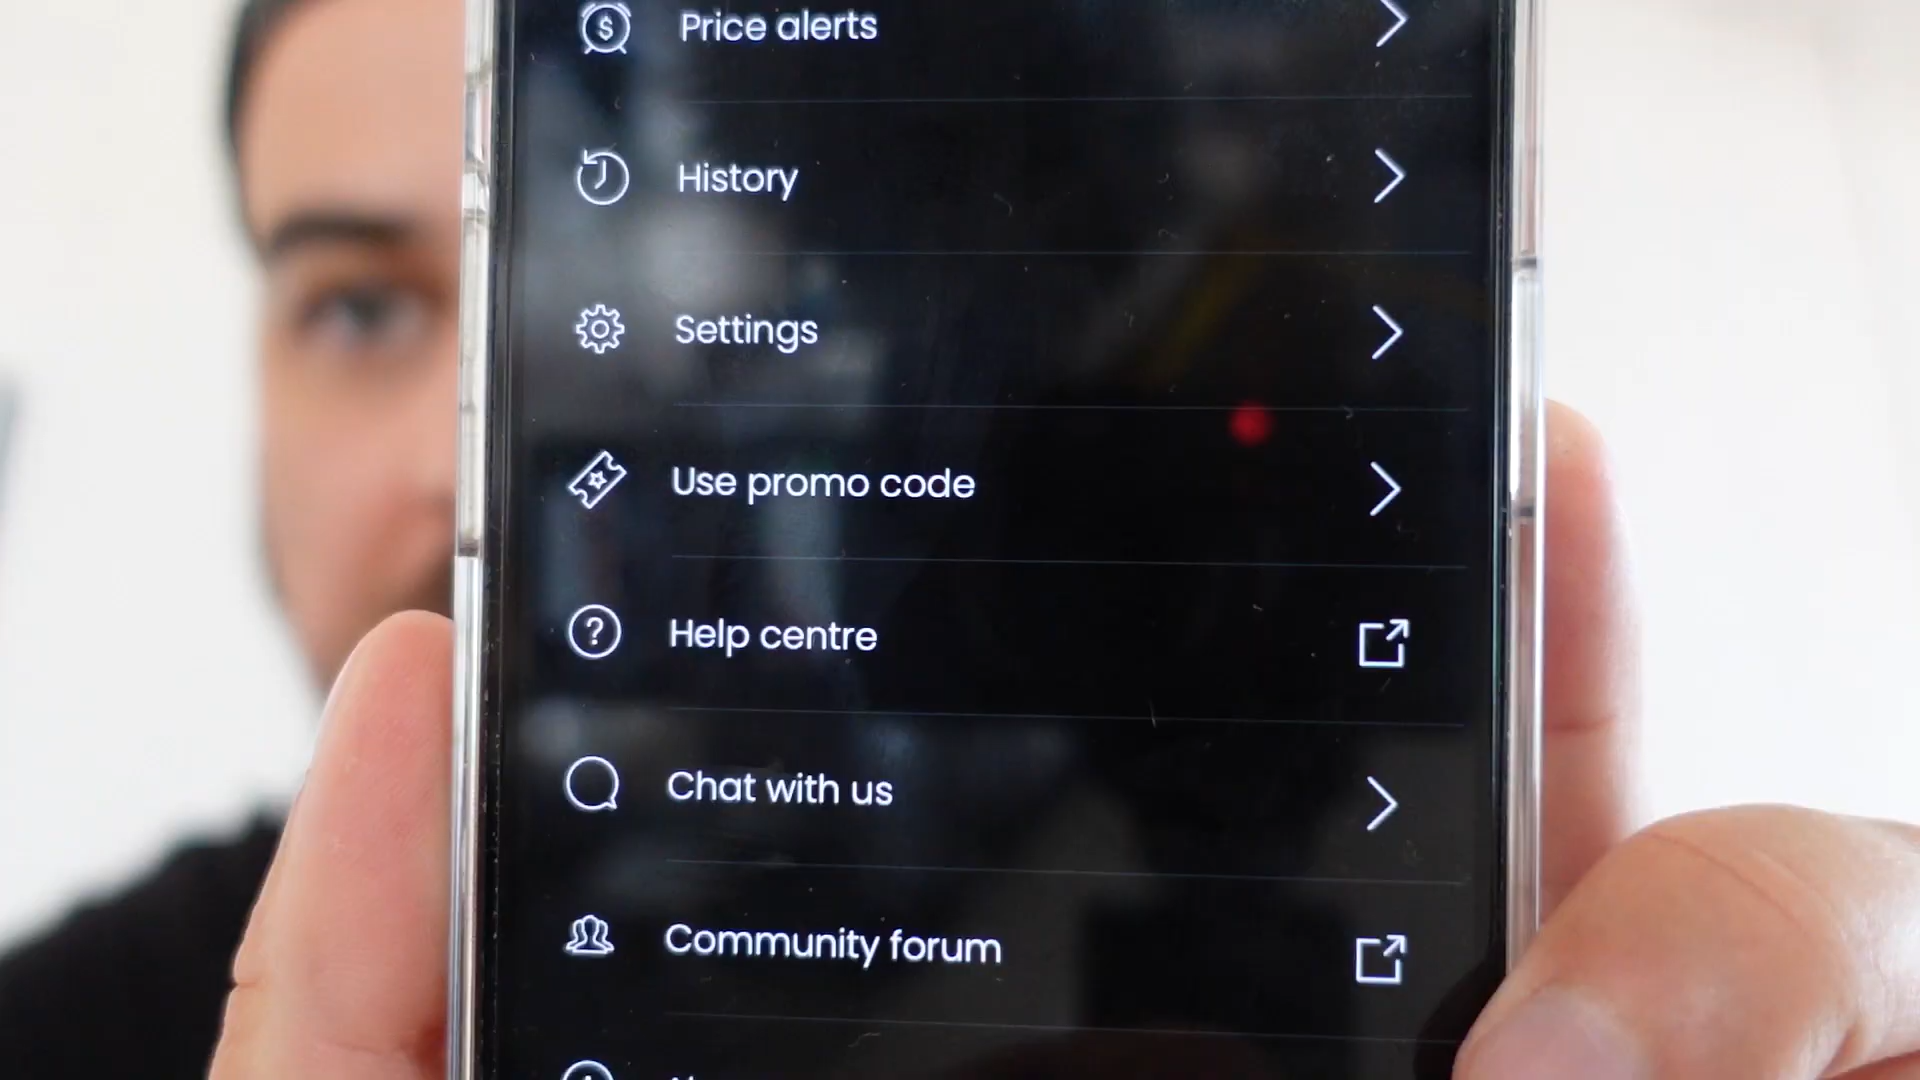 Price alerts
History
Settings
Use promo code
Help centre
Chat with us
Community forum